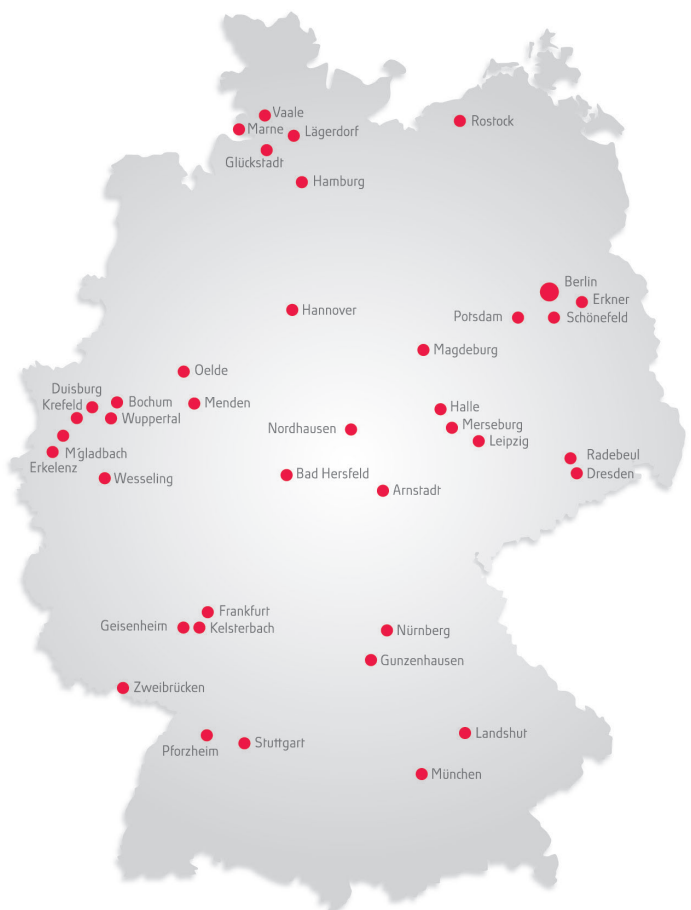 Vaale
Marne
Lägerdorf
Rostock
Glückstadt
Hamburg
Berlin
Erkner
Hannover
Potsdam
Schönefeld
Magdeburg
Oelde
Duisburg
Krefeld
Bochum
Menden
Halle
Wuppertal
Nordhausen
Merseburg
Leipzig
M´gladbach
Radebeul
Erkelenz
Wesseling
Bad Hersfeld
Dresden
Arnstadt
Frankfurt
Geisenheim
Kelsterbach
Nürnberg
Gunzenhausen
Zweibrücken
Landshut
Stuttgart
Pforzheim
München